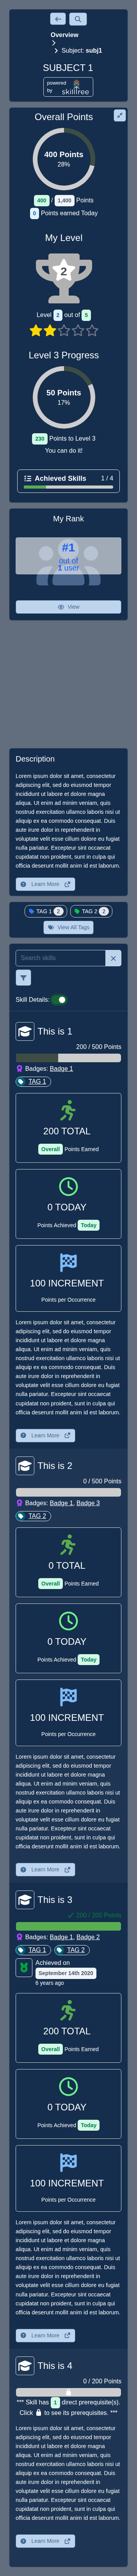 Overview
Subject: subj1
SUBJECT 1
powered
by
skilltree
Overall Points
400 Points
28%
400 / 1,400 Points
0 Points earned Today
My Level
2
Level 2 out of 5
Level 3 Progress
50 Points
17%
230 Points to Level 3
You can do it!
Achieved Skills 1 / 4
My Rank
#1
out of
1 user
View
Description
Lorem ipsum dolor sit amet, consectetur
adipiscing elit, sed do eiusmod tempor
incididunt ut labore et dolore magna
aliqua. Ut enim ad minim veniam, quis
nostrud exercitation ullamco laboris nisi ut
aliquip ex ea commodo consequat. Duis
aute irure dolor in reprehenderit in
voluptate velit esse cillum dolore eu fugiat
nulla pariatur. Excepteur sint occaecat
cupidatat non proident, sunt in culpa qui
officia deserunt mollit anim id est laborum.
Learn More
TAG 1 2
TAG 2 2
View All Tags
Search skills
Skill Details:
This is 1
200 / 500 Points
Badges: Badge 1
TAG 1
200 TOTAL
Overall Points Earned
0 TODAY
Points Achieved Today
100 INCREMENT
Points per Occurrence
Lorem ipsum dolor sit amet, consectetur
adipiscing elit, sed do eiusmod tempor
incididunt ut labore et dolore magna
aliqua. Ut enim ad minim veniam, quis
nostrud exercitation ullamco laboris nisi ut
aliquip ex ea commodo consequat. Duis
aute irure dolor in reprehenderit in
voluptate velit esse cillum dolore eu fugiat
nulla pariatur. Excepteur sint occaecat
cupidatat non proident, sunt in culpa qui
officia deserunt mollit anim id est laborum.
Learn More
This is 2
0 / 500 Points
Badges: Badge 1, Badge 3
TAG 2
0 TOTAL
Overall Points Earned
0 TODAY
Points Achieved Today
100 INCREMENT
Points per Occurrence
Lorem ipsum dolor sit amet, consectetur
adipiscing elit, sed do eiusmod tempor
incididunt ut labore et dolore magna
aliqua. Ut enim ad minim veniam, quis
nostrud exercitation ullamco laboris nisi ut
aliquip ex ea commodo consequat. Duis
aute irure dolor in reprehenderit in
voluptate velit esse cillum dolore eu fugiat
nulla pariatur. Excepteur sint occaecat
cupidatat non proident, sunt in culpa qui
officia deserunt mollit anim id est laborum.
Learn More
This is 3
200 / 200 Points
Badges: Badge 1, Badge 2
TAG 1 TAG 2
Achieved on
September 14th 2020
6 years ago
200 TOTAL
Overall Points Earned
0 TODAY
Points Achieved Today
100 INCREMENT
Points per Occurrence
Lorem ipsum dolor sit amet, consectetur
adipiscing elit, sed do eiusmod tempor
incididunt ut labore et dolore magna
aliqua. Ut enim ad minim veniam, quis
nostrud exercitation ullamco laboris nisi ut
aliquip ex ea commodo consequat. Duis
aute irure dolor in reprehenderit in
voluptate velit esse cillum dolore eu fugiat
nulla pariatur. Excepteur sint occaecat
cupidatat non proident, sunt in culpa qui
officia deserunt mollit anim id est laborum.
Learn More
This is 4
0 / 200 Points
*** Skill has 1 direct prerequisite(s).
Click to see its prerequisites. ***
Lorem ipsum dolor sit amet, consectetur
adipiscing elit, sed do eiusmod tempor
incididunt ut labore et dolore magna
aliqua. Ut enim ad minim veniam, quis
nostrud exercitation ullamco laboris nisi ut
aliquip ex ea commodo consequat. Duis
aute irure dolor in reprehenderit in
voluptate velit esse cillum dolore eu fugiat
nulla pariatur. Excepteur sint occaecat
cupidatat non proident, sunt in culpa qui
officia deserunt mollit anim id est laborum.
Learn More